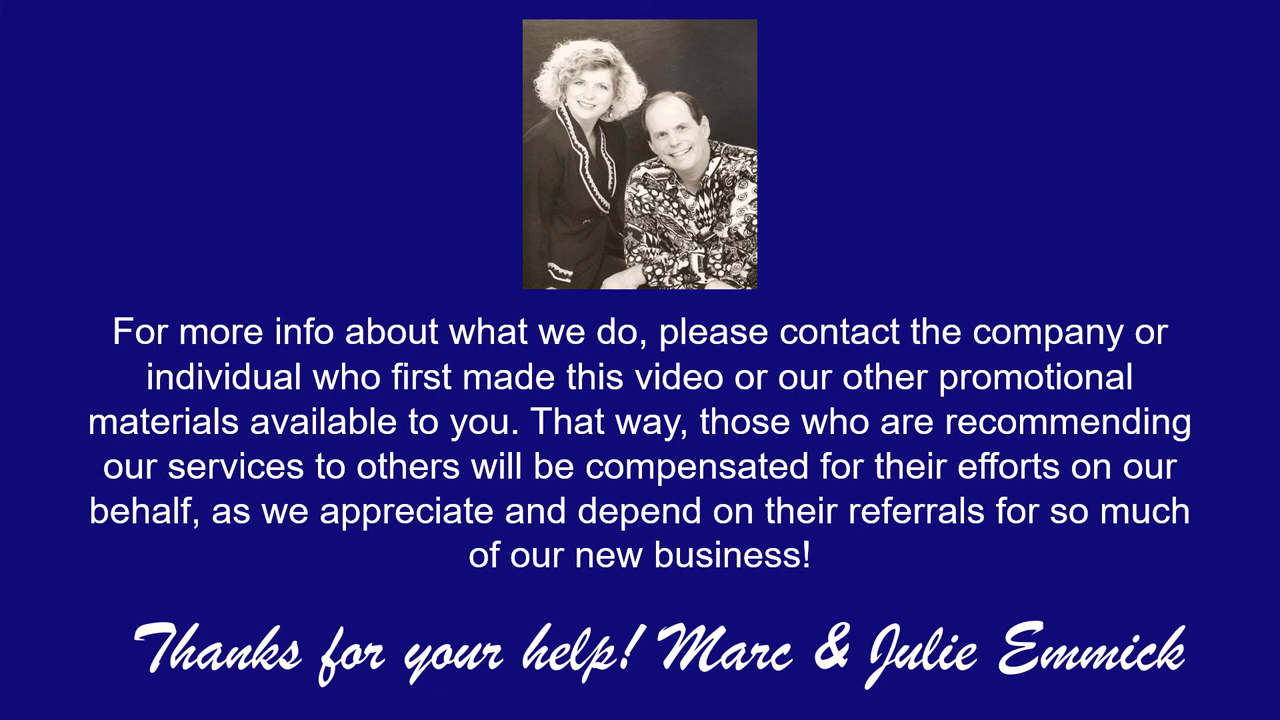 For more info about what we do, please contact the company or
individual who first made this video or our other promotional
materials available to you. That way, those who are recommending
our services to others will be compensated for their efforts on our
behalf, as we appreciate and depend on their referrals for so much
of our new business!
Thanks for your help! Marc & Julie Emmick